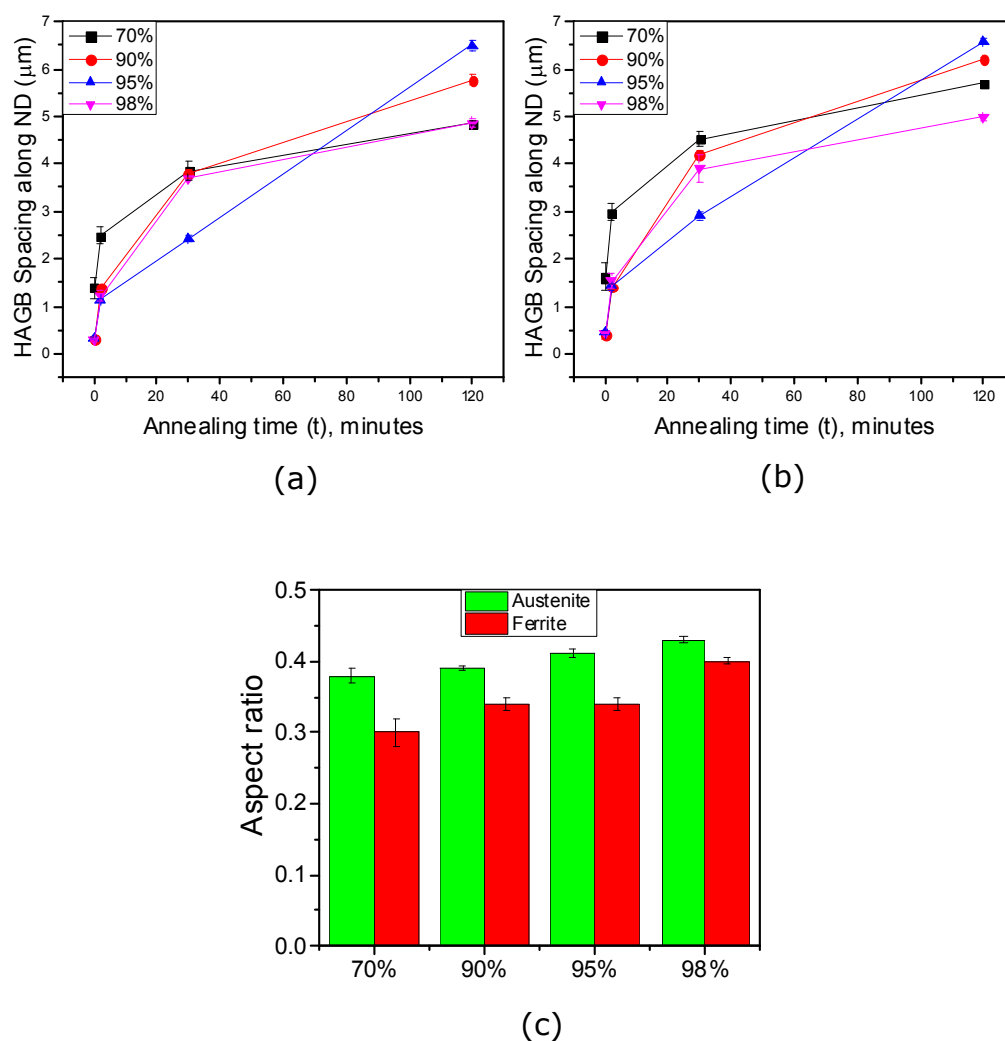 70%
90%
95%
98%
HAGB Spacing along ND (μm)
7
6
5
4
3
2
1
0
0 20 40 60 80 100 120
Annealing time (t), minutes
(a)
70%
90%
95%
98%
HAGB Spacing along ND (μm)
7
6
5
4
3
2
1
0
0 20 40 60 80 100 120
Annealing time (t), minutes
(b)
Austenite
Ferrite
Aspect ratio
0.5
0.4
0.3
0.2
0.1
0.0
70% 90% 95% 98%
(c)